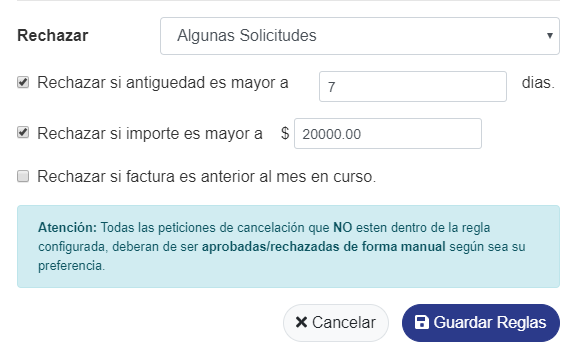 Rechazar Algunas Solicitudes
Rechazar si antiguedad es mayor a 7 dias.
Rechazar si importe es mayor a $ 20000.00
Rechazar si factura es anterior al mes en curso.
Atención: Todas las peticiones de cancelación que NO esten dentro de la regla
configurada, deberan de ser aprobadas/rechazadas de forma manual según sea su
preferencia.
Cancelar Guardar Reglas